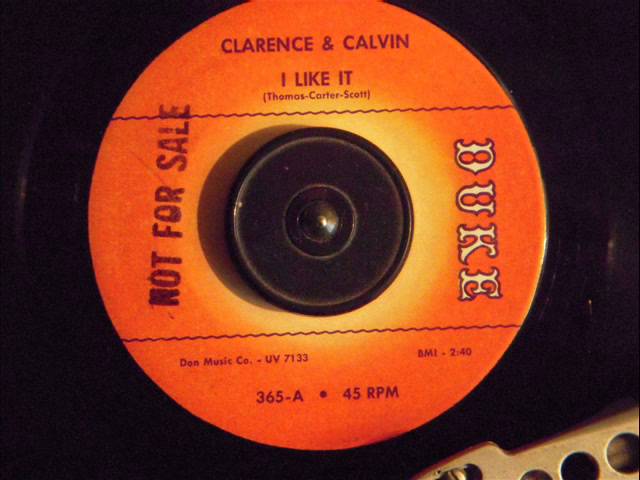 CLARENCE & CALVIN
I LIKE IT
(Thomas-Carter-Scott)
NOT FOR SALE
DUKE
Don Music Co. - UV 7133
BMI - 2:40
365-A • 45 RPM